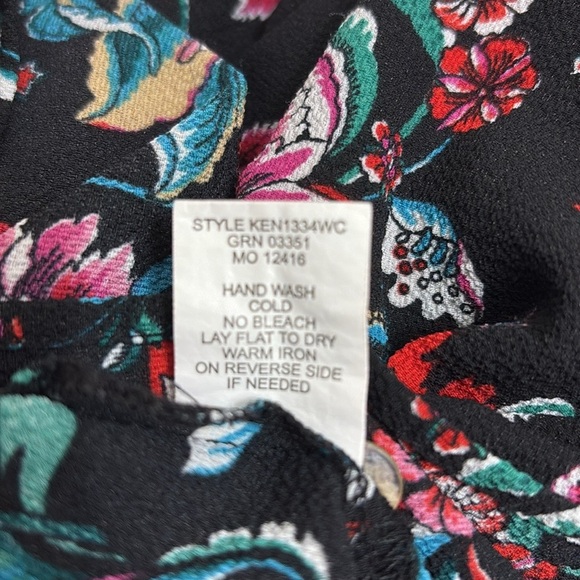 STYLE KEN1334WC
GRN 03351
MO 12416
HAND WASH
COLD
NO BLEACH
LAY FLAT TO DRY
WARM IRON
ON REVERSE SIDE
IF NEEDED